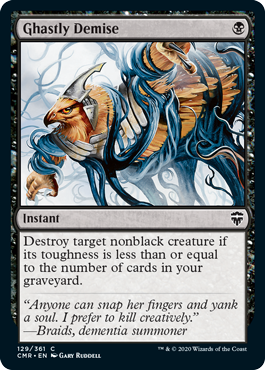 Ghastly Demise
Instant
Destroy target nonblack creature if
its toughness is less than or equal
to the number of cards in your
graveyard.
“Anyone can snap her fingers and yank
a soul. I prefer to kill creatively.”
—Braids, dementia summoner
129/361 C
CMR • EN Gary Ruddell
™ & © 2020 Wizards of the Coast